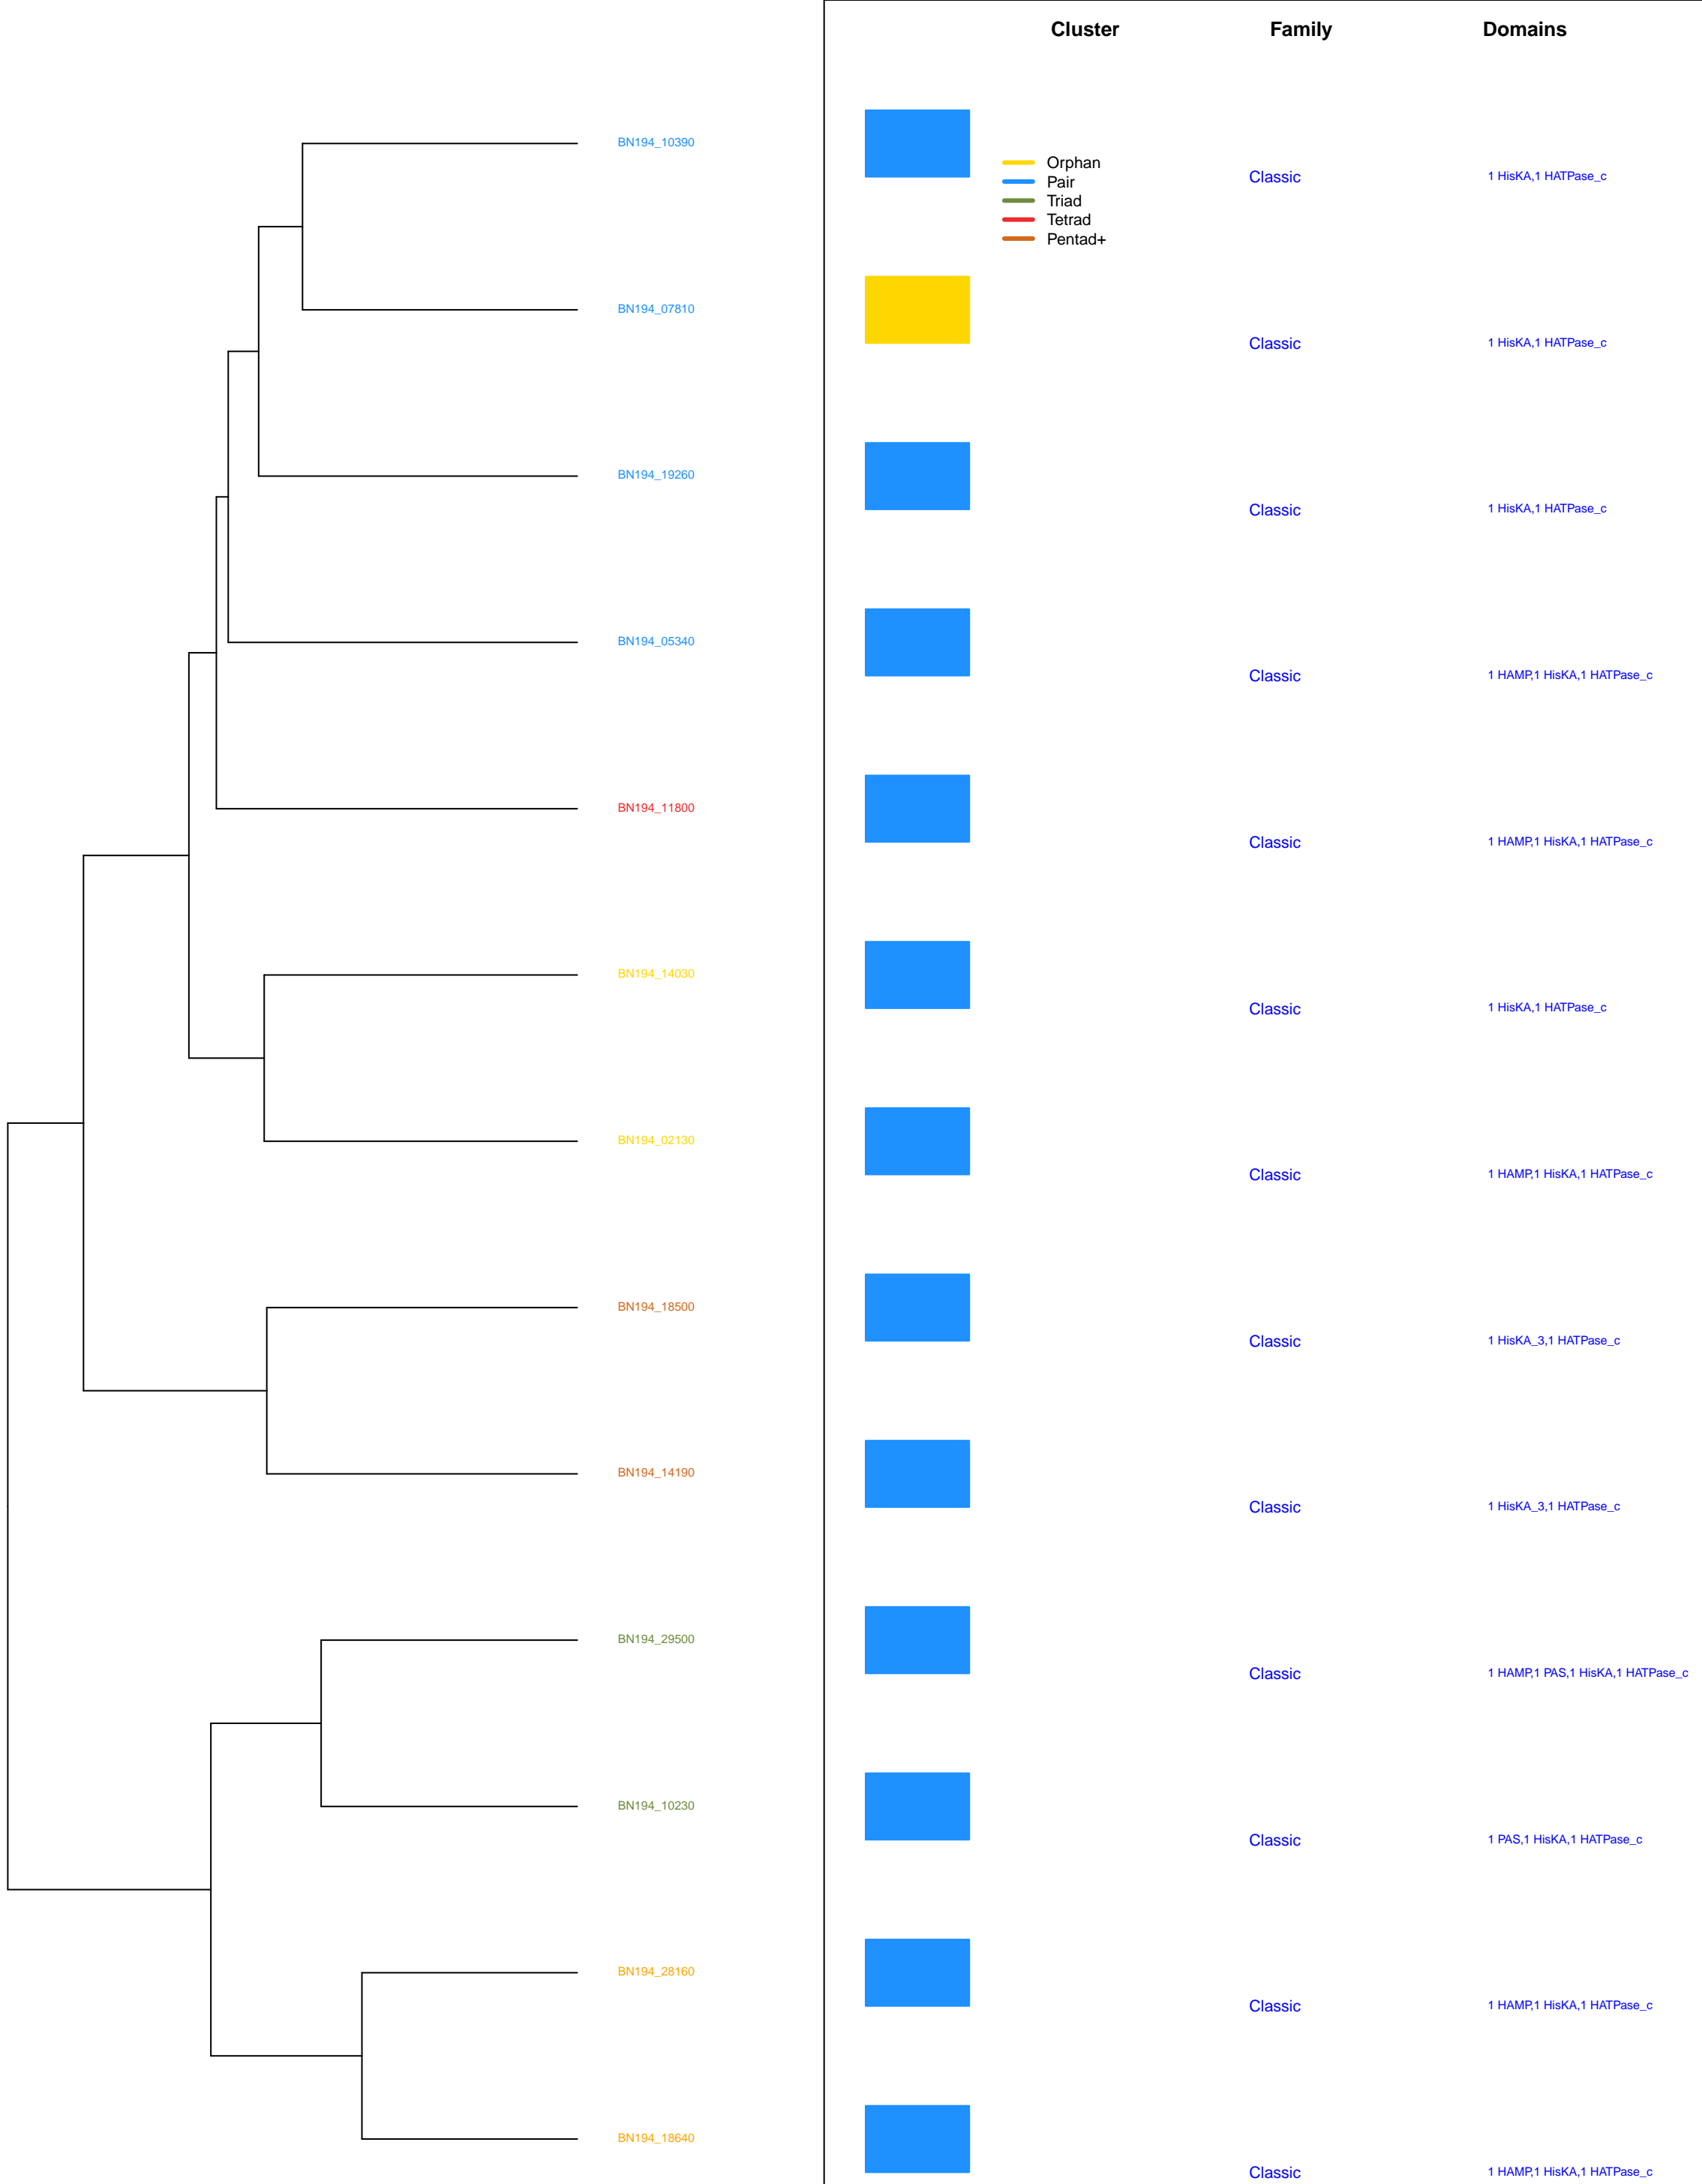 Cluster Family Domains
BN194_10390
Orphan
Pair
Triad
Tetrad
Pentad+
Classic 1 HisKA,1 HATPase_c
BN194_07810
Classic 1 HisKA,1 HATPase_c
BN194_19260
Classic 1 HisKA,1 HATPase_c
BN194_05340
Classic 1 HAMP,1 HisKA,1 HATPase_c
BN194_11800
Classic 1 HAMP,1 HisKA,1 HATPase_c
BN194_14030
Classic 1 HisKA,1 HATPase_c
BN194_02130
Classic 1 HAMP,1 HisKA,1 HATPase_c
BN194_18500
Classic 1 HisKA_3,1 HATPase_c
BN194_14190
Classic 1 HisKA_3,1 HATPase_c
BN194_29500
Classic 1 HAMP,1 PAS,1 HisKA,1 HATPase_c
BN194_10230
Classic 1 PAS,1 HisKA,1 HATPase_c
BN194_28160
Classic 1 HAMP,1 HisKA,1 HATPase_c
BN194_18640
Classic 1 HAMP,1 HisKA,1 HATPase_c